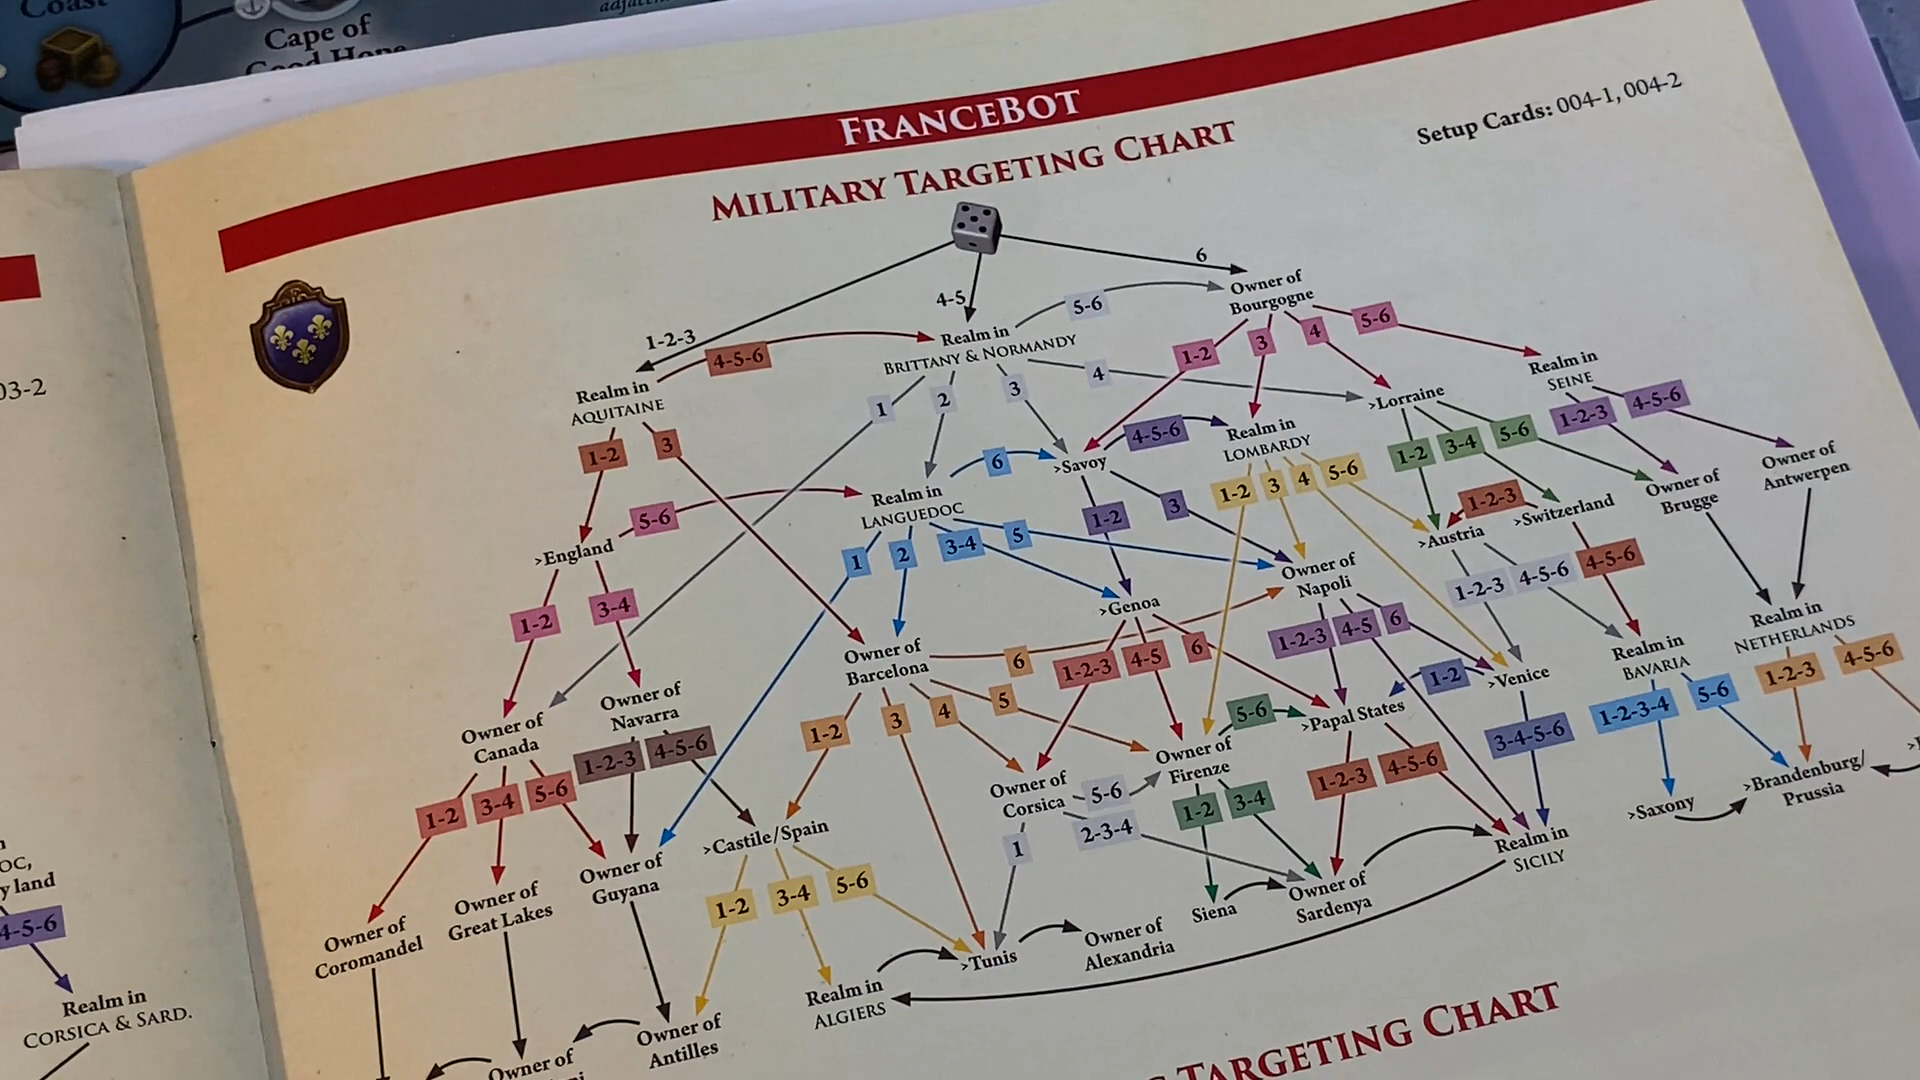 Coast
Cape of
Good Hope
03-2
OC,
y land
4-5-6
Realm in
CORSICA & SARD.
FRANCEBOT
MILITARY TARGETING CHART
Setup Cards: 004-1, 004-2
1-2-3
4-5
6
Realm in
AQUITAINE
4-5-6
Realm in
BRITTANY & NORMANDY
5-6
Owner of
Bourgogne
1-2
3
4
5-6
Realm in
SEINE
1-2-3
4-5-6
1-2
3
1
2
3
4
>Savoy
4-5-6
Realm in
LOMBARDY
>Lorraine
1-2
3-4
5-6
Owner of
Brugge
Owner of
Antwerpen
>England
5-6
Realm in
LANGUEDOC
6
1-2
3
1-2
3
4
5-6
>Austria
1-2-3
>Switzerland
1-2
3-4
1
2
3-4
5
>Genoa
Owner of
Napoli
1-2-3
4-5-6
4-5-6
Realm in
BAVARIA
Realm in
NETHERLANDS
Owner of
Canada
Owner of
Navarra
Owner of
Barcelona
6
5
1-2-3
4-5
6
1-2-3
4-5
6
1-2
>Venice
1-2-3-4
5-6
1-2-3
4-5-6
1-2
3-4
5-6
1-2-3
4-5-6
1-2
3
4
Owner of
Corsica
5-6
2-3-4
1
Owner of
Firenze
5-6
>Papal States
1-2
3-4
1-2-3
4-5-6
3-4-5-6
>Saxony
>Brandenburg/
Prussia
Owner of
Coromandel
Owner of
Great Lakes
Owner of
Guyana
>Castile/Spain
1-2
3-4
5-6
>Tunis
Owner of
Alexandria
Siena
Owner of
Sardenya
Realm in
SICILY
Realm in
ALGIERS
Owner of
Antilles
Owner of
TARGETING CHART